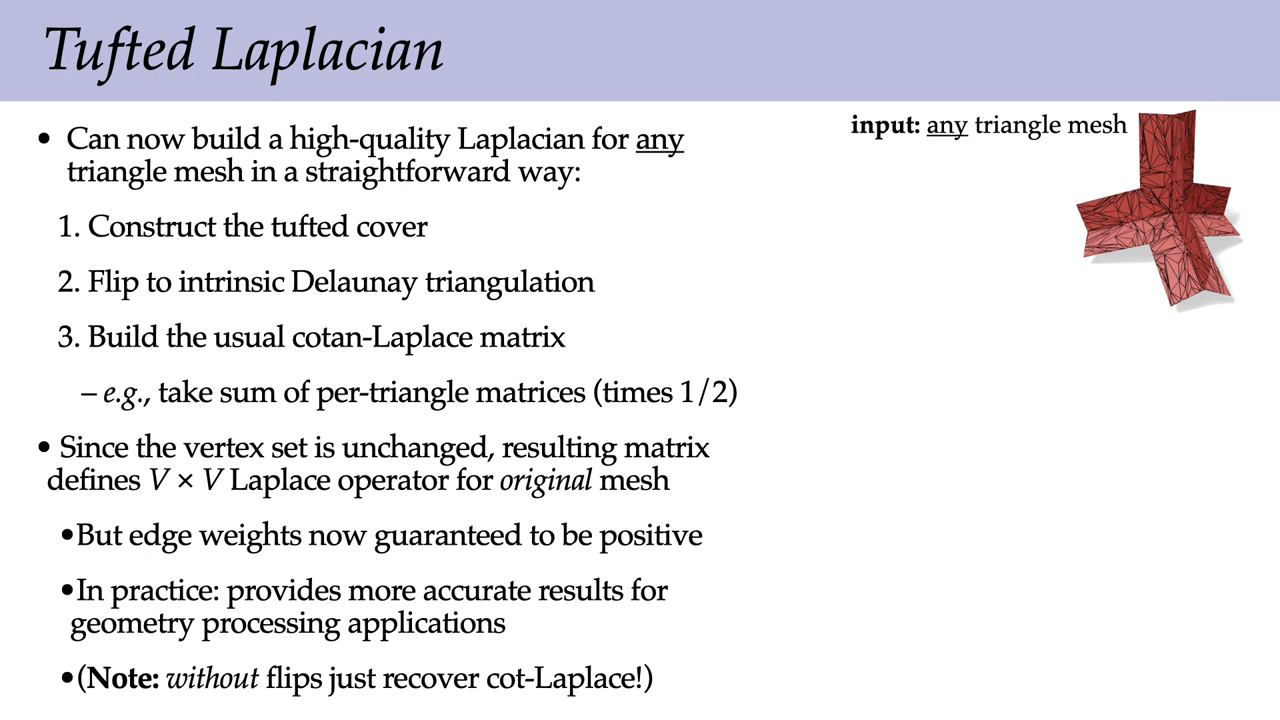 Tufted Laplacian
• Can now build a high-quality Laplacian for any
triangle mesh in a straightforward way:
1. Construct the tufted cover
2. Flip to intrinsic Delaunay triangulation
3. Build the usual cotan-Laplace matrix
– e.g., take sum of per-triangle matrices (times 1/2)
• Since the vertex set is unchanged, resulting matrix
defines V × V Laplace operator for original mesh
•But edge weights now guaranteed to be positive
•In practice: provides more accurate results for
geometry processing applications
•(Note: without flips just recover cot-Laplace!)
input: any triangle mesh